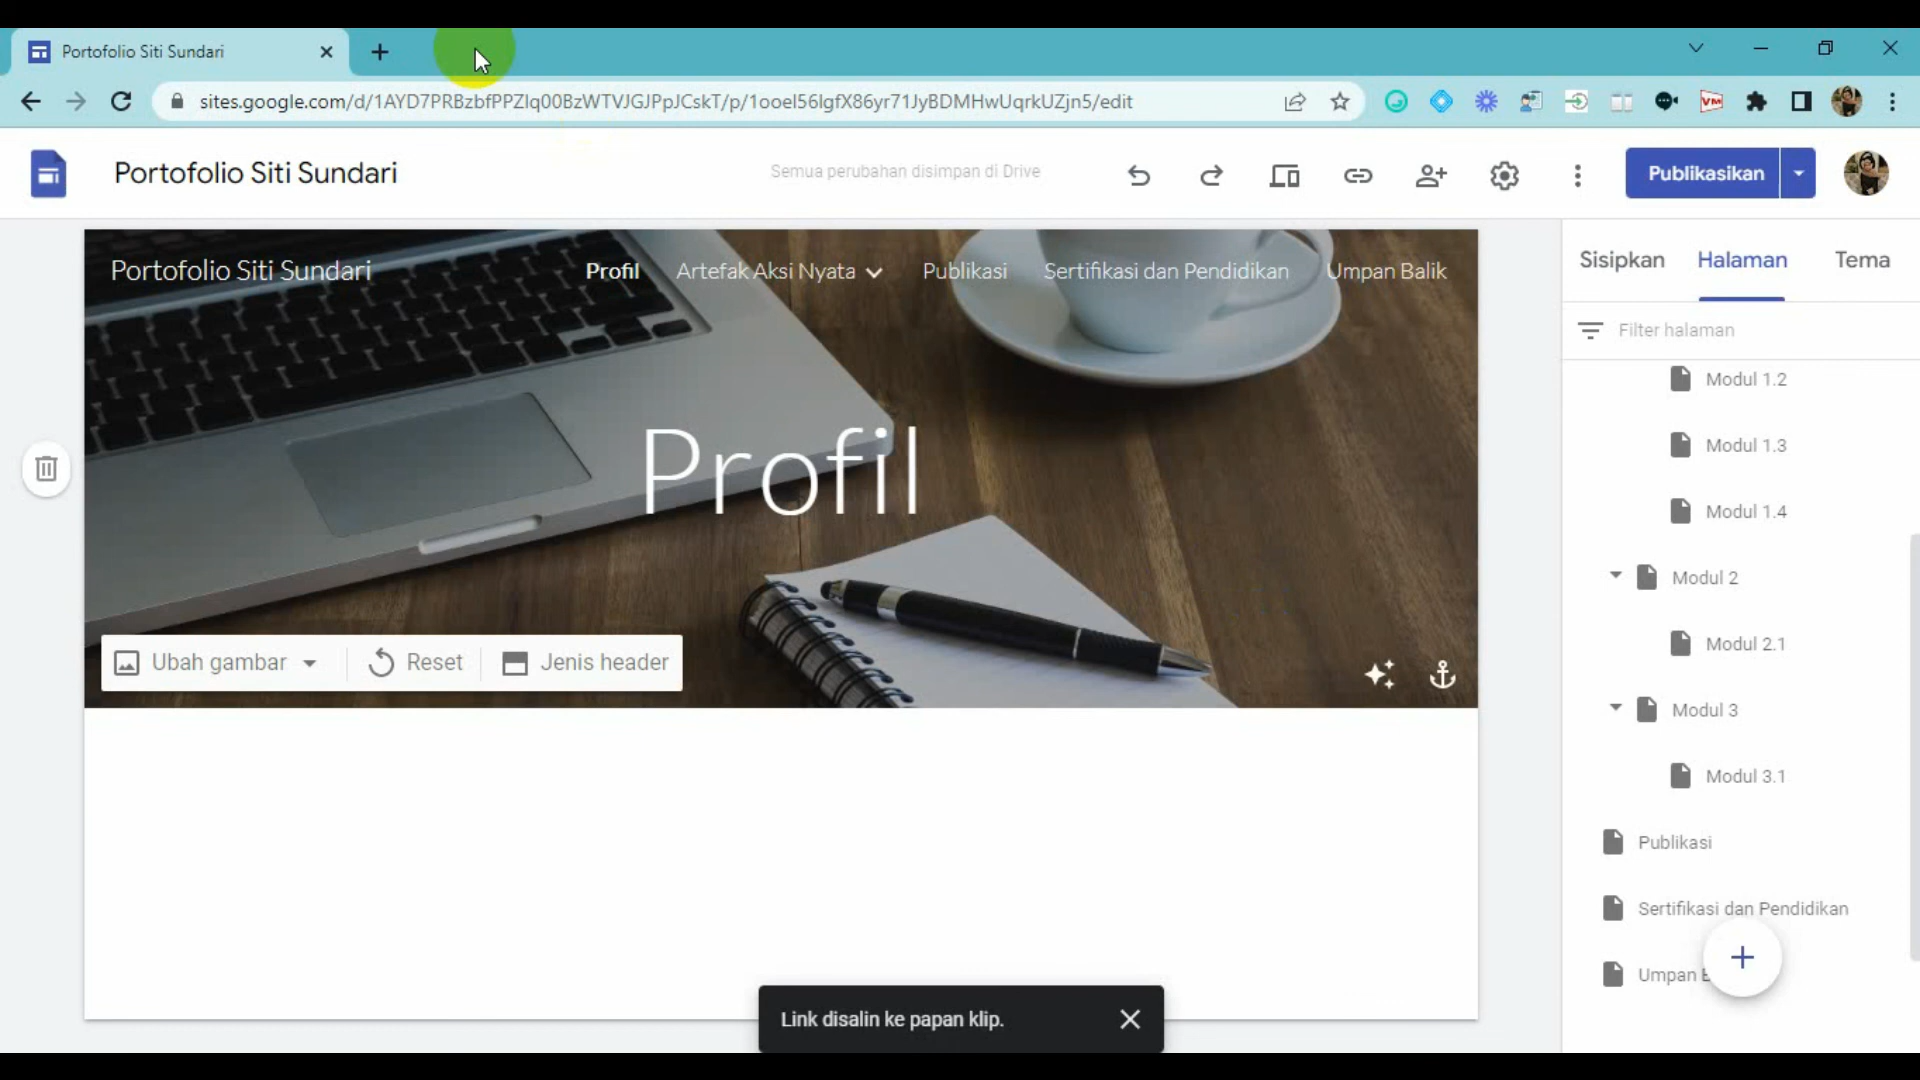 Portofolio Siti Sundari
sites.google.com/d/1AYD7PRBzbfPPZlq00BzWTVJGJPpJCskT/p/1ooel56lgfX86yr71JyBDMHwUqrkUZjn5/edit
VM
Portofolio Siti Sundari
Semua perubahan disimpan di Drive
Publikasikan
Portofolio Siti Sundari
Profil
Artefak Aksi Nyata
Publikasi
Sertifikasi dan Pendidikan
Umpan Balik
Profil
Ubah gambar
Reset
Jenis header
Sisipkan
Halaman
Tema
Filter halaman
Modul 1.2
Modul 1.3
Modul 1.4
Modul 2
Modul 2.1
Modul 3
Modul 3.1
Publikasi
Sertifikasi dan Pendidikan
Umpan
Link disalin ke papan klip.